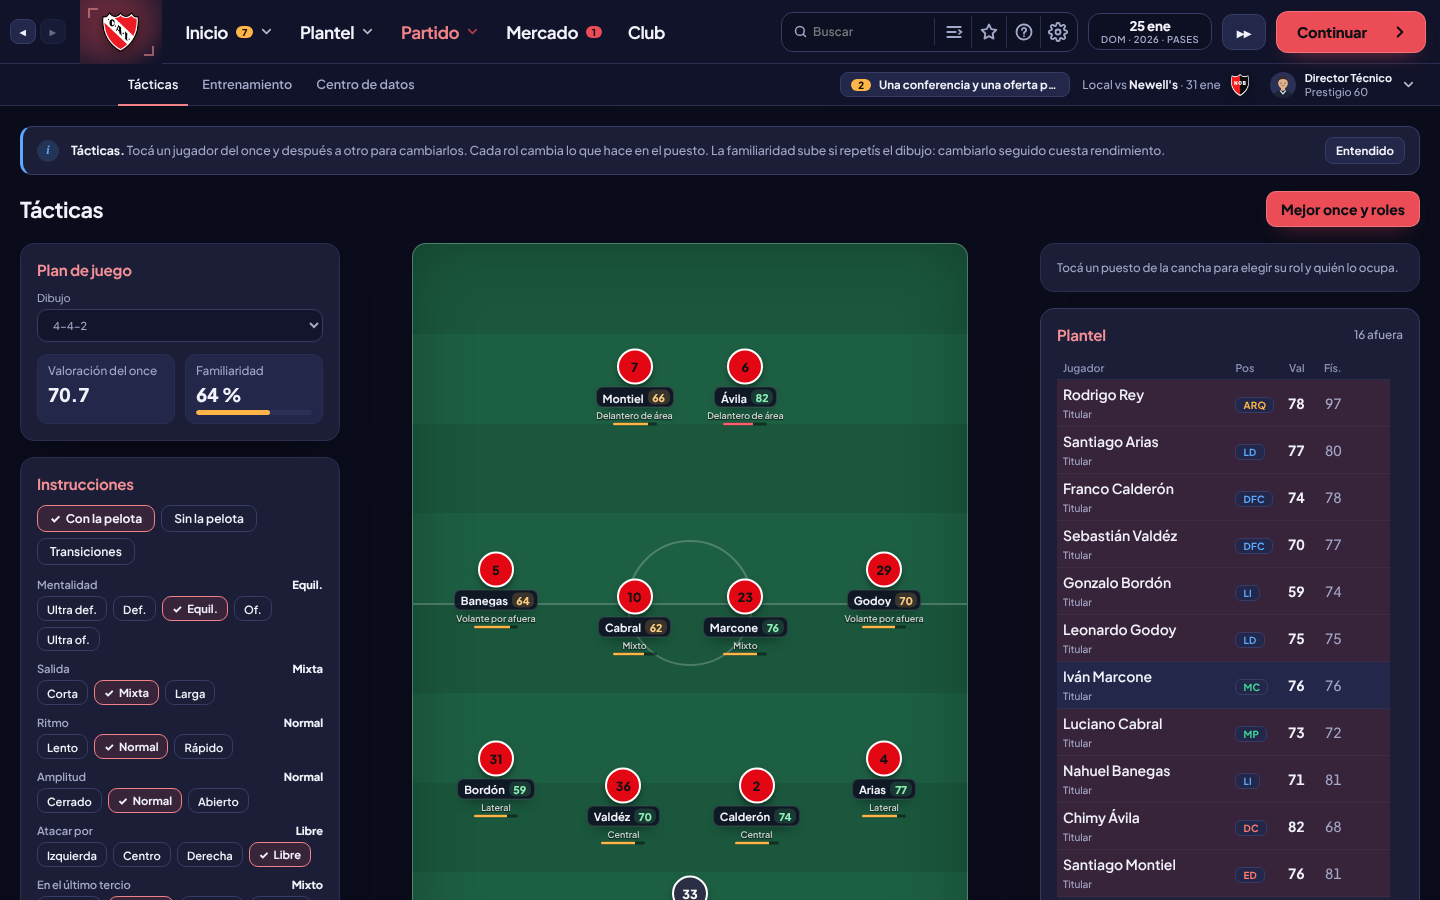 Inicio 7
Plantel
Partido
Mercado 1
Club
Buscar
25 ene
DOM · 2026 · PASES
Continuar
Tácticas
Entrenamiento
Centro de datos
2 Una conferencia y una oferta p...
Local vs Newell's · 31 ene
Director Técnico
Prestigio 60
Tácticas. Tocá un jugador del once y después a otro para cambiarlos. Cada rol cambia lo que hace en el puesto. La familiaridad sube si repetís el dibujo: cambiarlo seguido cuesta rendimiento.
Entendido
Tácticas
Mejor once y roles
Plan de juego
Dibujo
4-4-2
Valoración del once
70.7
Familiaridad
64 %
Instrucciones
Con la pelota
Sin la pelota
Transiciones
Mentalidad Equil.
Ultra def. Def. Equil. Of.
Ultra of.
Salida Mixta
Corta Mixta Larga
Ritmo Normal
Lento Normal Rápido
Amplitud Normal
Cerrado Normal Abierto
Atacar por Libre
Izquierda Centro Derecha Libre
En el último tercio Mixto
7
Montiel 66
Delantero de área
6
Ávila 82
Delantero de área
5
Banegas 64
Volante por afuera
10
Cabral 62
Mixto
23
Marcone 76
Mixto
29
Godoy 70
Volante por afuera
31
Bordón 59
Lateral
36
Valdéz 70
Central
2
Calderón 74
Central
4
Arias 77
Lateral
33
Tocá un puesto de la cancha para elegir su rol y quién lo ocupa.
Plantel 16 afuera
Jugador Pos Val Fís.
Rodrigo Rey ARQ 78 97
Titular
Santiago Arias LD 77 80
Titular
Franco Calderón DFC 74 78
Titular
Sebastián Valdéz DFC 70 77
Titular
Gonzalo Bordón LI 59 74
Titular
Leonardo Godoy LD 75 75
Titular
Iván Marcone MC 76 76
Titular
Luciano Cabral MP 73 72
Titular
Nahuel Banegas LI 71 81
Titular
Chimy Ávila DC 82 68
Titular
Santiago Montiel ED 76 81
Titular